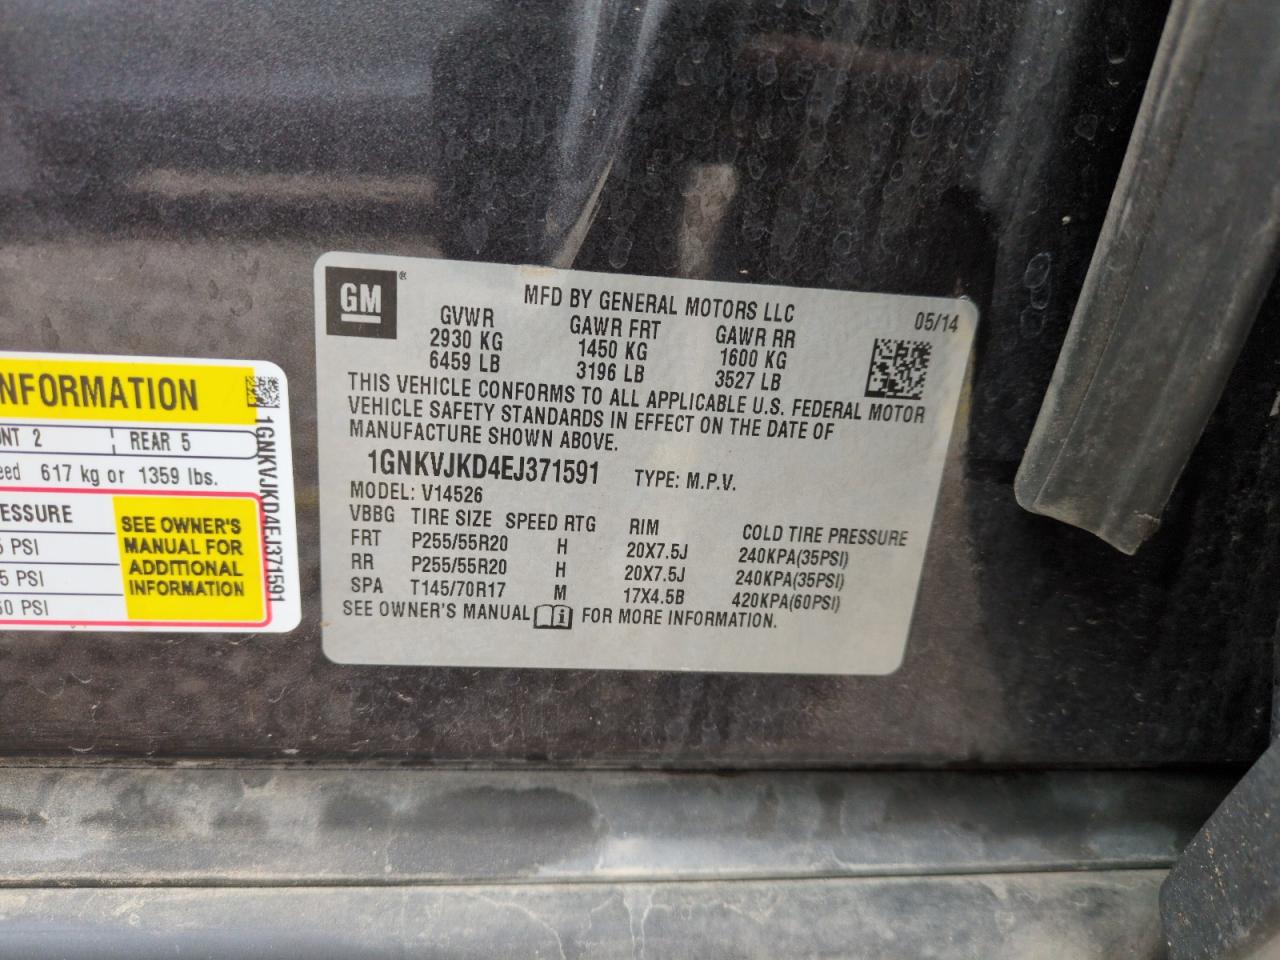 NFORMATION
NT 2 REAR 5
eed 617 kg or 1359 lbs.
ESSURE
5 PSI
5 PSI
60 PSI
SEE OWNER'S
MANUAL FOR
ADDITIONAL
INFORMATION
1GNKVJKD4EJ371591
GM®
MFD BY GENERAL MOTORS LLC
05/14
GVWR GAWR FRT GAWR RR
2930 KG 1450 KG 1600 KG
6459 LB 3196 LB 3527 LB
THIS VEHICLE CONFORMS TO ALL APPLICABLE U.S. FEDERAL MOTOR
VEHICLE SAFETY STANDARDS IN EFFECT ON THE DATE OF
MANUFACTURE SHOWN ABOVE.
1GNKVJKD4EJ371591 TYPE: M.P.V.
MODEL: V14526
VBBG TIRE SIZE SPEED RTG RIM COLD TIRE PRESSURE
FRT P255/55R20 H 20X7.5J 240KPA(35PSI)
RR P255/55R20 H 20X7.5J 240KPA(35PSI)
SPA T145/70R17 M 17X4.5B 420KPA(60PSI)
SEE OWNER'S MANUAL FOR MORE INFORMATION.